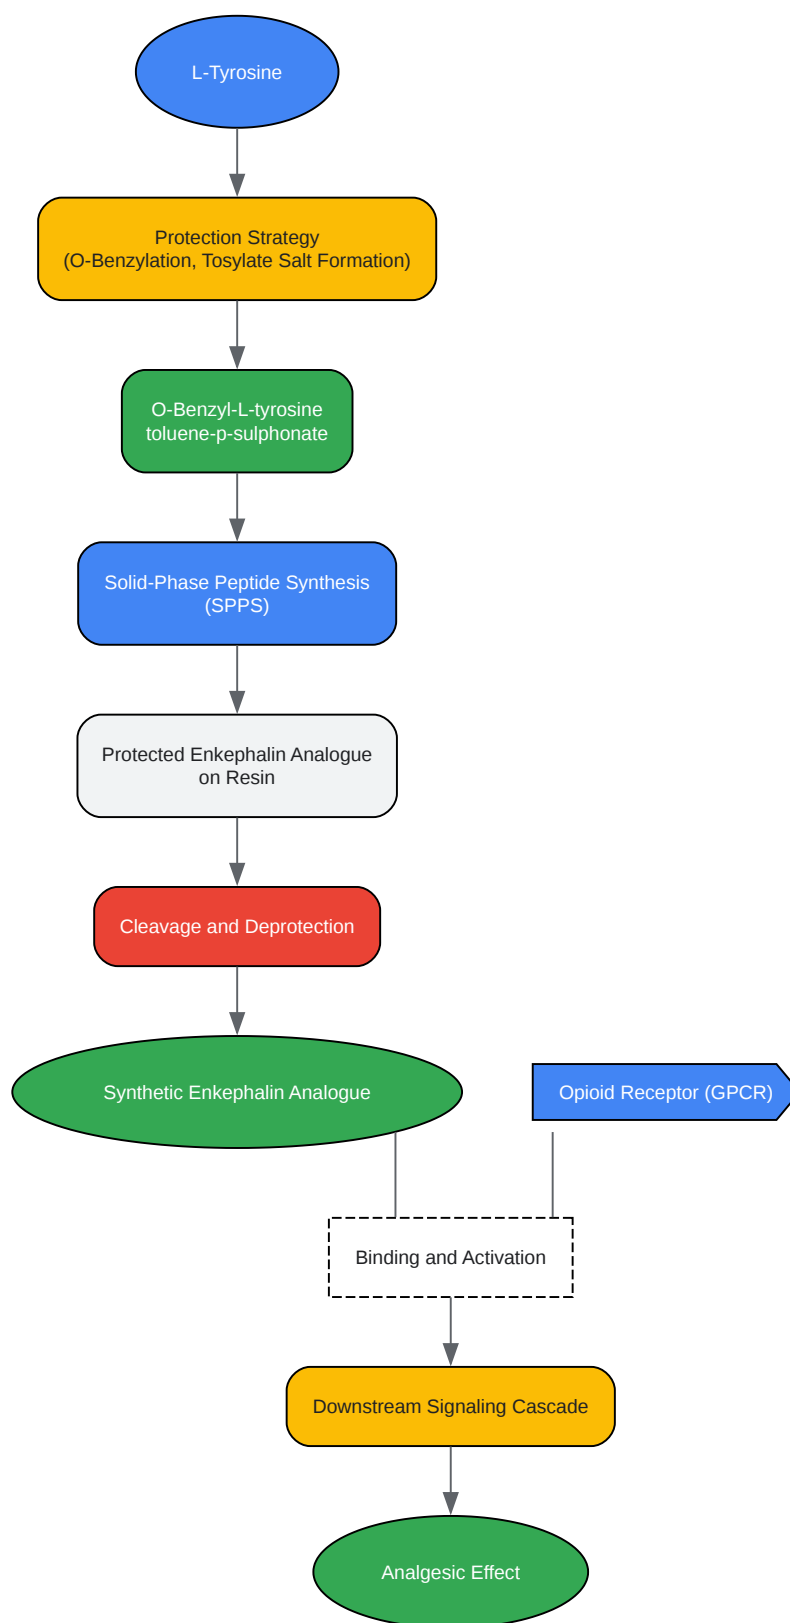 L-Tyrosine
Protection Strategy
(O-Benzylation, Tosylate Salt Formation)
O-Benzyl-L-tyrosine
toluene-p-sulphonate
Solid-Phase Peptide Synthesis
(SPPS)
Protected Enkephalin Analogue
on Resin
Cleavage and Deprotection
Synthetic Enkephalin Analogue
Opioid Receptor (GPCR)
Binding and Activation
Downstream Signaling Cascade
Analgesic Effect